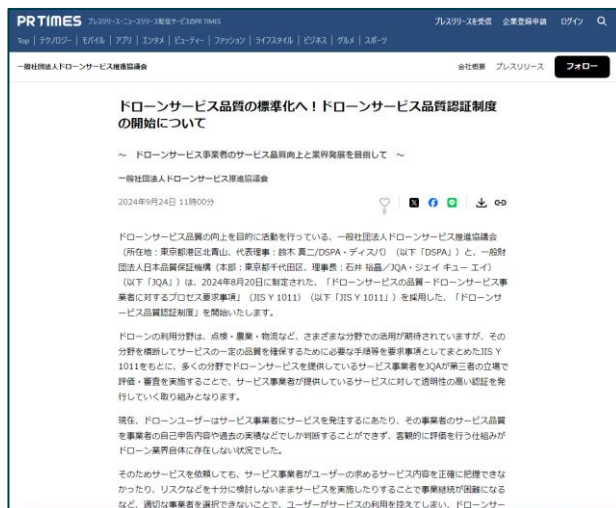 PR TIMES プレスリリース・ニュースリリース配信サービスのPR TIMES プレスリリースを受信 企業登録申請 ログイン
Top | テクノロジー | モバイル | アプリ | エンタメ | ビューティー | ファッション | ライフスタイル | ビジネス | グルメ | スポーツ
一般社団法人ドローンサービス推進協議会 会社概要 プレスリリース フォロー
ドローンサービス品質の標準化へ！ドローンサービス品質認証制度
の開始について
～ ドローンサービス事業者のサービス品質向上と業界発展を目指して ～
一般社団法人ドローンサービス推進協議会
2024年9月24日 11時00分
ドローンサービス品質の向上を目的に活動を行っている、一般社団法人ドローンサービス推進協議会
（所在地：東京都港区北青山、代表理事：鈴木 真二/DSPA・ディスパ）（以下「DSPA」）と、一般財
団法人日本品質保証機構（本部：東京都千代田区、理事長：石井 裕晶／JQA・ジェイ キュー エイ）
（以下「JQA」）は、2024年8月20日に制定された、「ドローンサービスの品質－ドローンサービス事
業者に対するプロセス要求事項」（JIS Y 1011）（以下「JIS Y 1011」）を採用した、「ドローンサ
ービス品質認証制度」を開始いたします。
ドローンの利用分野は、点検・農業・物流など、さまざまな分野での活用が期待されていますが、その
分野を横断してサービスの一定の品質を確保するために必要な手順等を要求事項としてまとめたJIS Y
1011をもとに、多くの分野でドローンサービスを提供しているサービス事業者をJQAが第三者の立場で
評価・審査を実施することで、サービス事業者が提供しているサービスに対して透明性の高い認証を発
行していく取り組みとなります。
現在、ドローンユーザーはサービス事業者にサービスを発注するにあたり、その事業者のサービス品質
を事業者の自己申告内容や過去の実績などでしか判断することができず、客観的に評価を行う仕組みが
ドローン業界自体に存在しない状況でした。
そのためサービスを依頼しても、サービス事業者がユーザーの求めるサービス内容を正確に把握できな
かったり、リスクなどを十分に検討しないままサービスを実施したりすることで事業継続が困難になる
など、適切な事業者を選択できないことで、ユーザーがサービスの利用を控えてしまい、ドローンサー